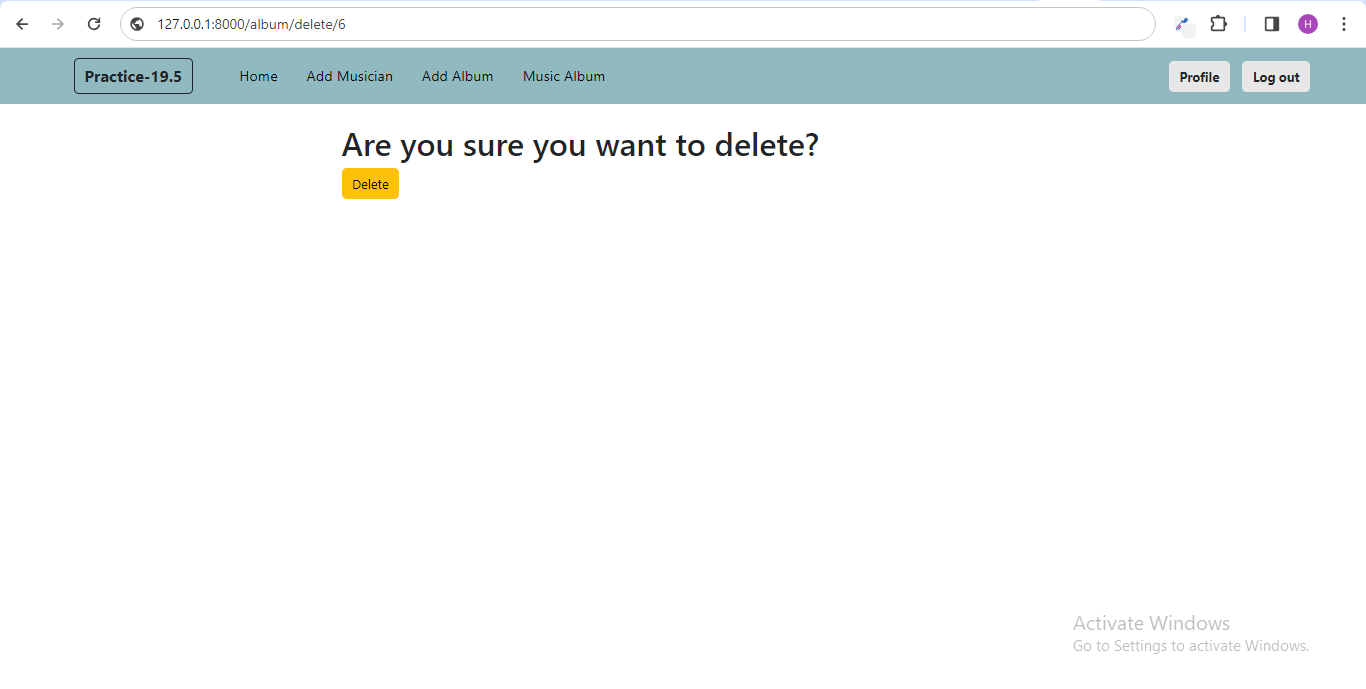 127.0.0.1:8000/album/delete/6
H
Practice-19.5 Home Add Musician Add Album Music Album Profile Log out
Are you sure you want to delete?
Delete
Activate Windows
Go to Settings to activate Windows.